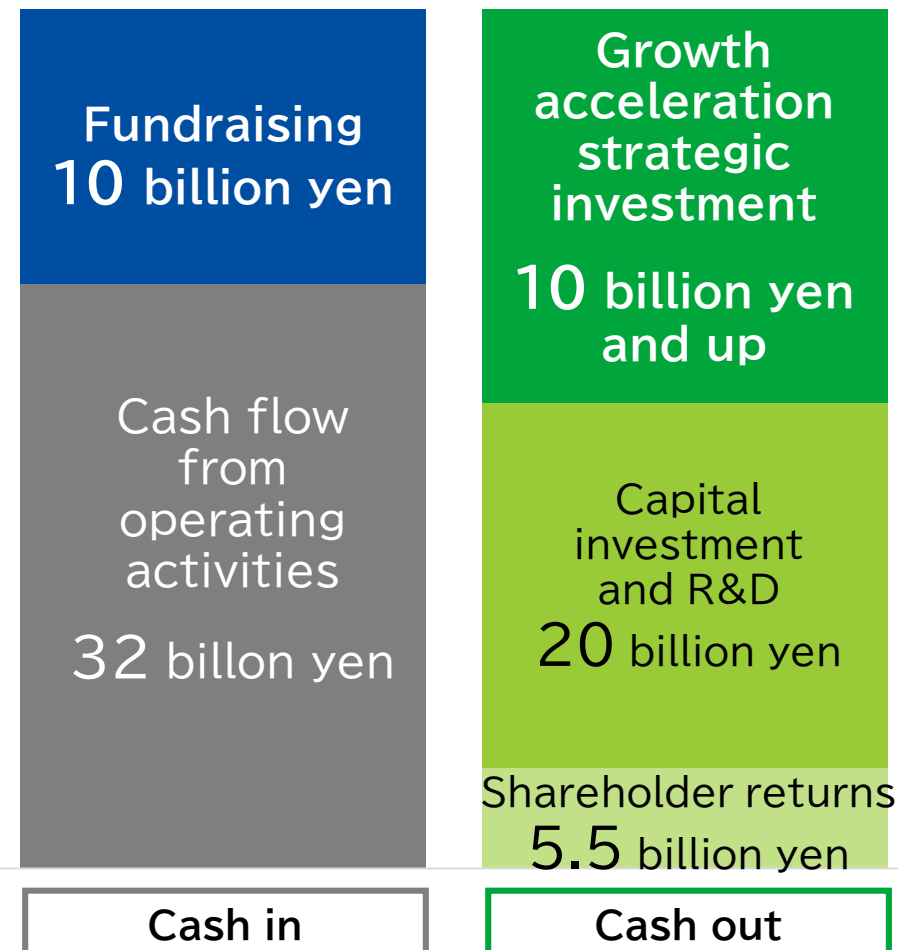 Fundraising
10 billion yen
Cash flow
from
operating
activities
32 billon yen
Cash in
Growth
acceleration
strategic
investment
10 billion yen
and up
Capital
investment
and R&D
20 billion yen
Shareholder returns
5.5 billion yen
Cash out